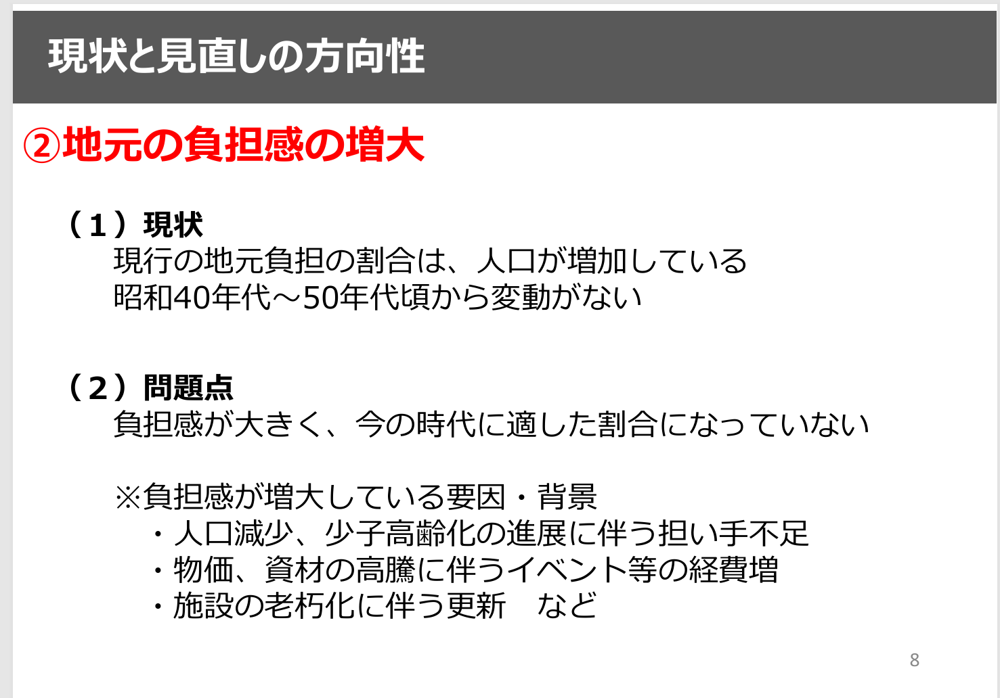 現状と見直しの方向性
②地元の負担感の増大
（１）現状
現行の地元負担の割合は、人口が増加している
昭和40年代～50年代頃から変動がない
（２）問題点
負担感が大きく、今の時代に適した割合になっていない
※負担感が増大している要因・背景
・人口減少、少子高齢化の進展に伴う担い手不足
・物価、資材の高騰に伴うイベント等の経費増
・施設の老朽化に伴う更新　など
8